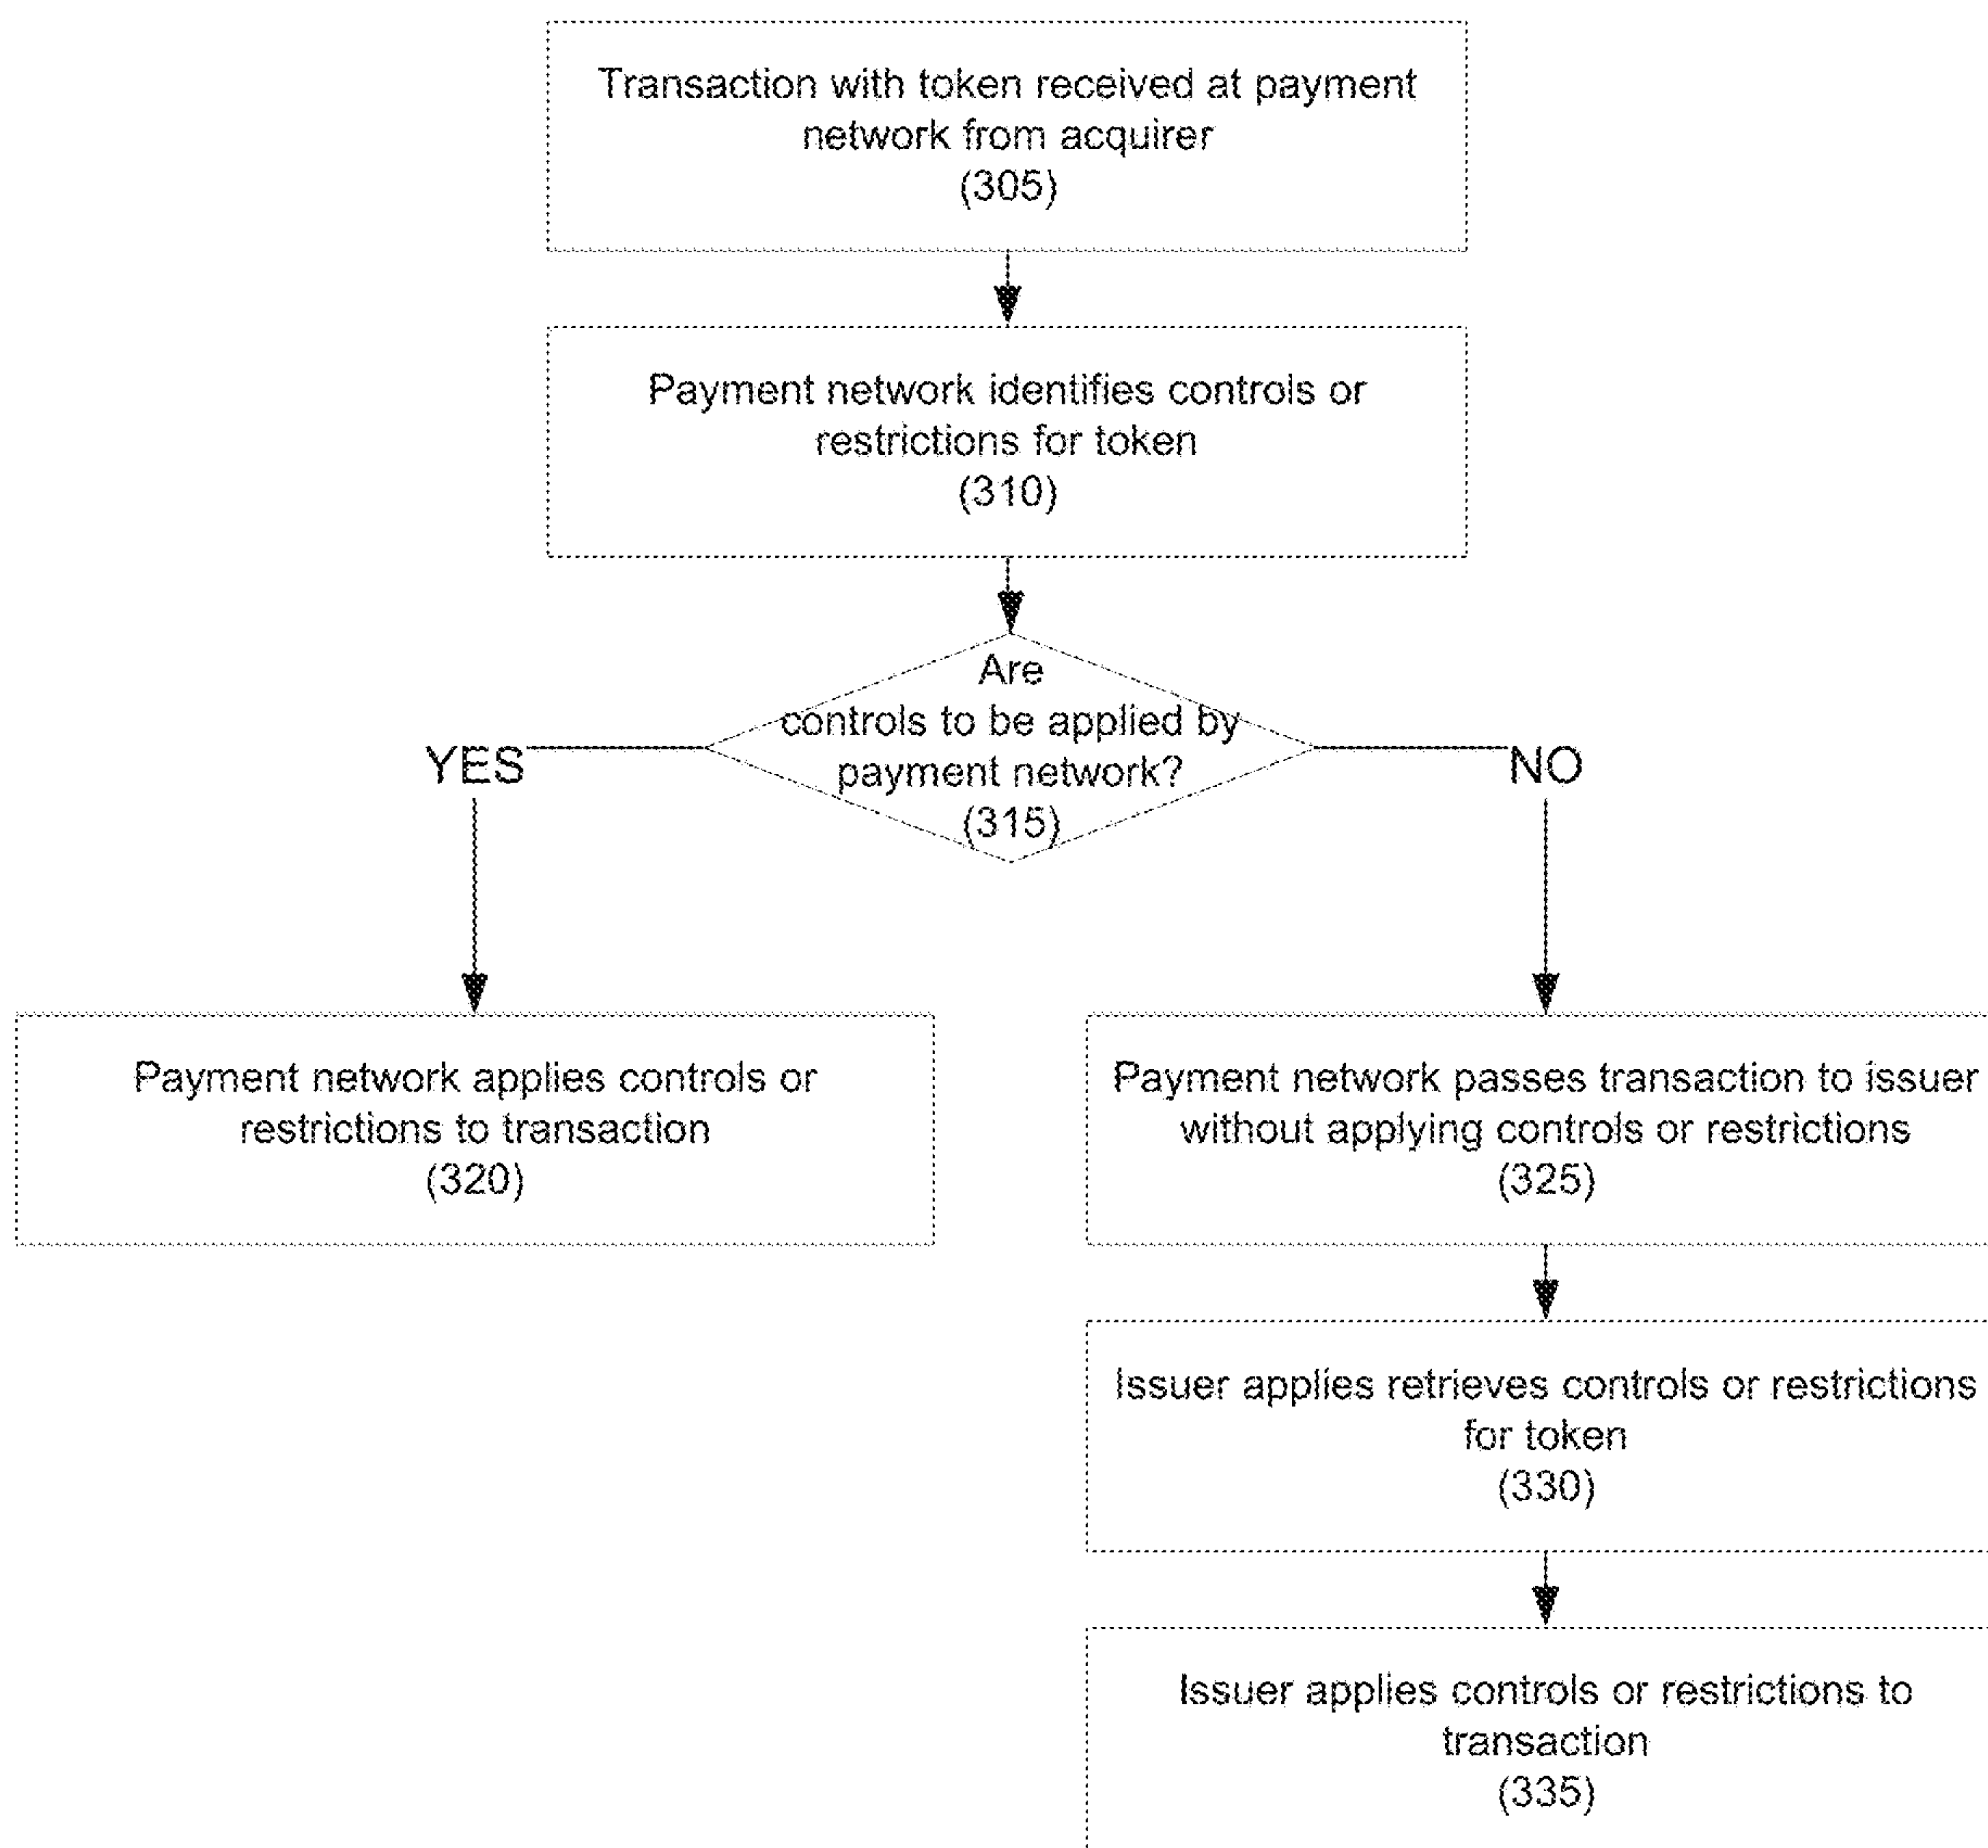 Transaction with token received at payment
network from acquirer
(305)
Payment network identifies controls or
restrictions for token
(310)
Are
controls to be applied by
payment network?
(315)
YES
NO
Payment network applies controls or
restrictions to transaction
(320)
Payment network passes transaction to issuer
without applying controls or restrictions
(325)
Issuer applies retrieves controls or restrictions
for token
(330)
Issuer applies controls or restrictions to
transaction
(335)